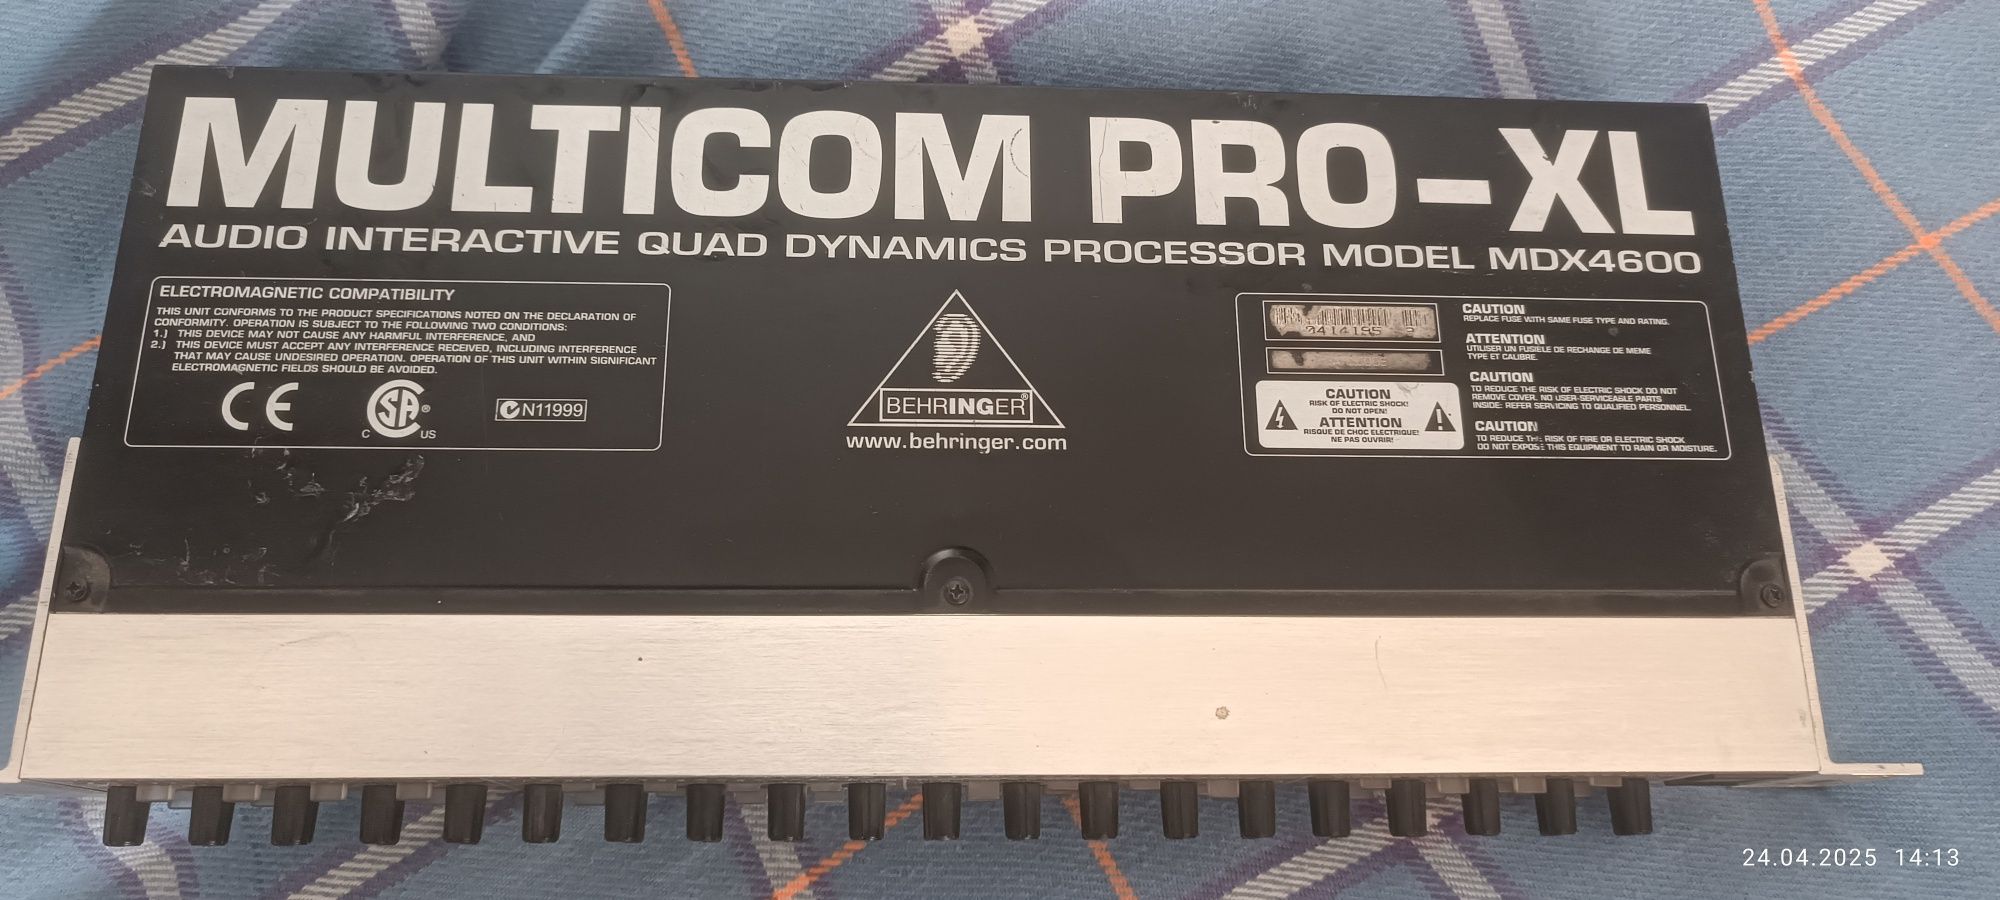 MULTICOM PRO-XL
AUDIO INTERACTIVE QUAD DYNAMICS PROCESSOR MODEL MDX4600
ELECTROMAGNETIC COMPATIBILITY
THIS UNIT CONFORMS TO THE PRODUCT SPECIFICATIONS NOTED ON THE DECLARATION OF
CONFORMITY. OPERATION IS SUBJECT TO THE FOLLOWING TWO CONDITIONS:
1.) THIS DEVICE MAY NOT CAUSE ANY HARMFUL INTERFERENCE, AND
2.) THIS DEVICE MUST ACCEPT ANY INTERFERENCE RECEIVED, INCLUDING INTERFERENCE
THAT MAY CAUSE UNDESIRED OPERATION. OPERATION OF THIS UNIT WITHIN SIGNIFICANT
ELECTROMAGNETIC FIELDS SHOULD BE AVOIDED.
CE
C SA ® US
N11999
BEHRINGER®
www.behringer.com
CAUTION
RISK OF ELECTRIC SHOCK!
DO NOT OPEN!
ATTENTION
RISQUE DE CHOC ELECTRIQUE!
NE PAS OUVRIR!
CAUTION
REPLACE FUSE WITH SAME FUSE TYPE AND RATING.
ATTENTION
UTILISER UN FUSIBLE DE RECHANGE DE MEME
TYPE ET CALIBRE.
CAUTION
TO REDUCE THE RISK OF ELECTRIC SHOCK DO NOT
REMOVE COVER. NO USER-SERVICEABLE PARTS
INSIDE: REFER SERVICING TO QUALIFIED PERSONNEL.
CAUTION
TO REDUCE THE RISK OF FIRE OR ELECTRIC SHOCK
DO NOT EXPOSE THIS EQUIPMENT TO RAIN OR MOISTURE.
24.04.2025 14:13